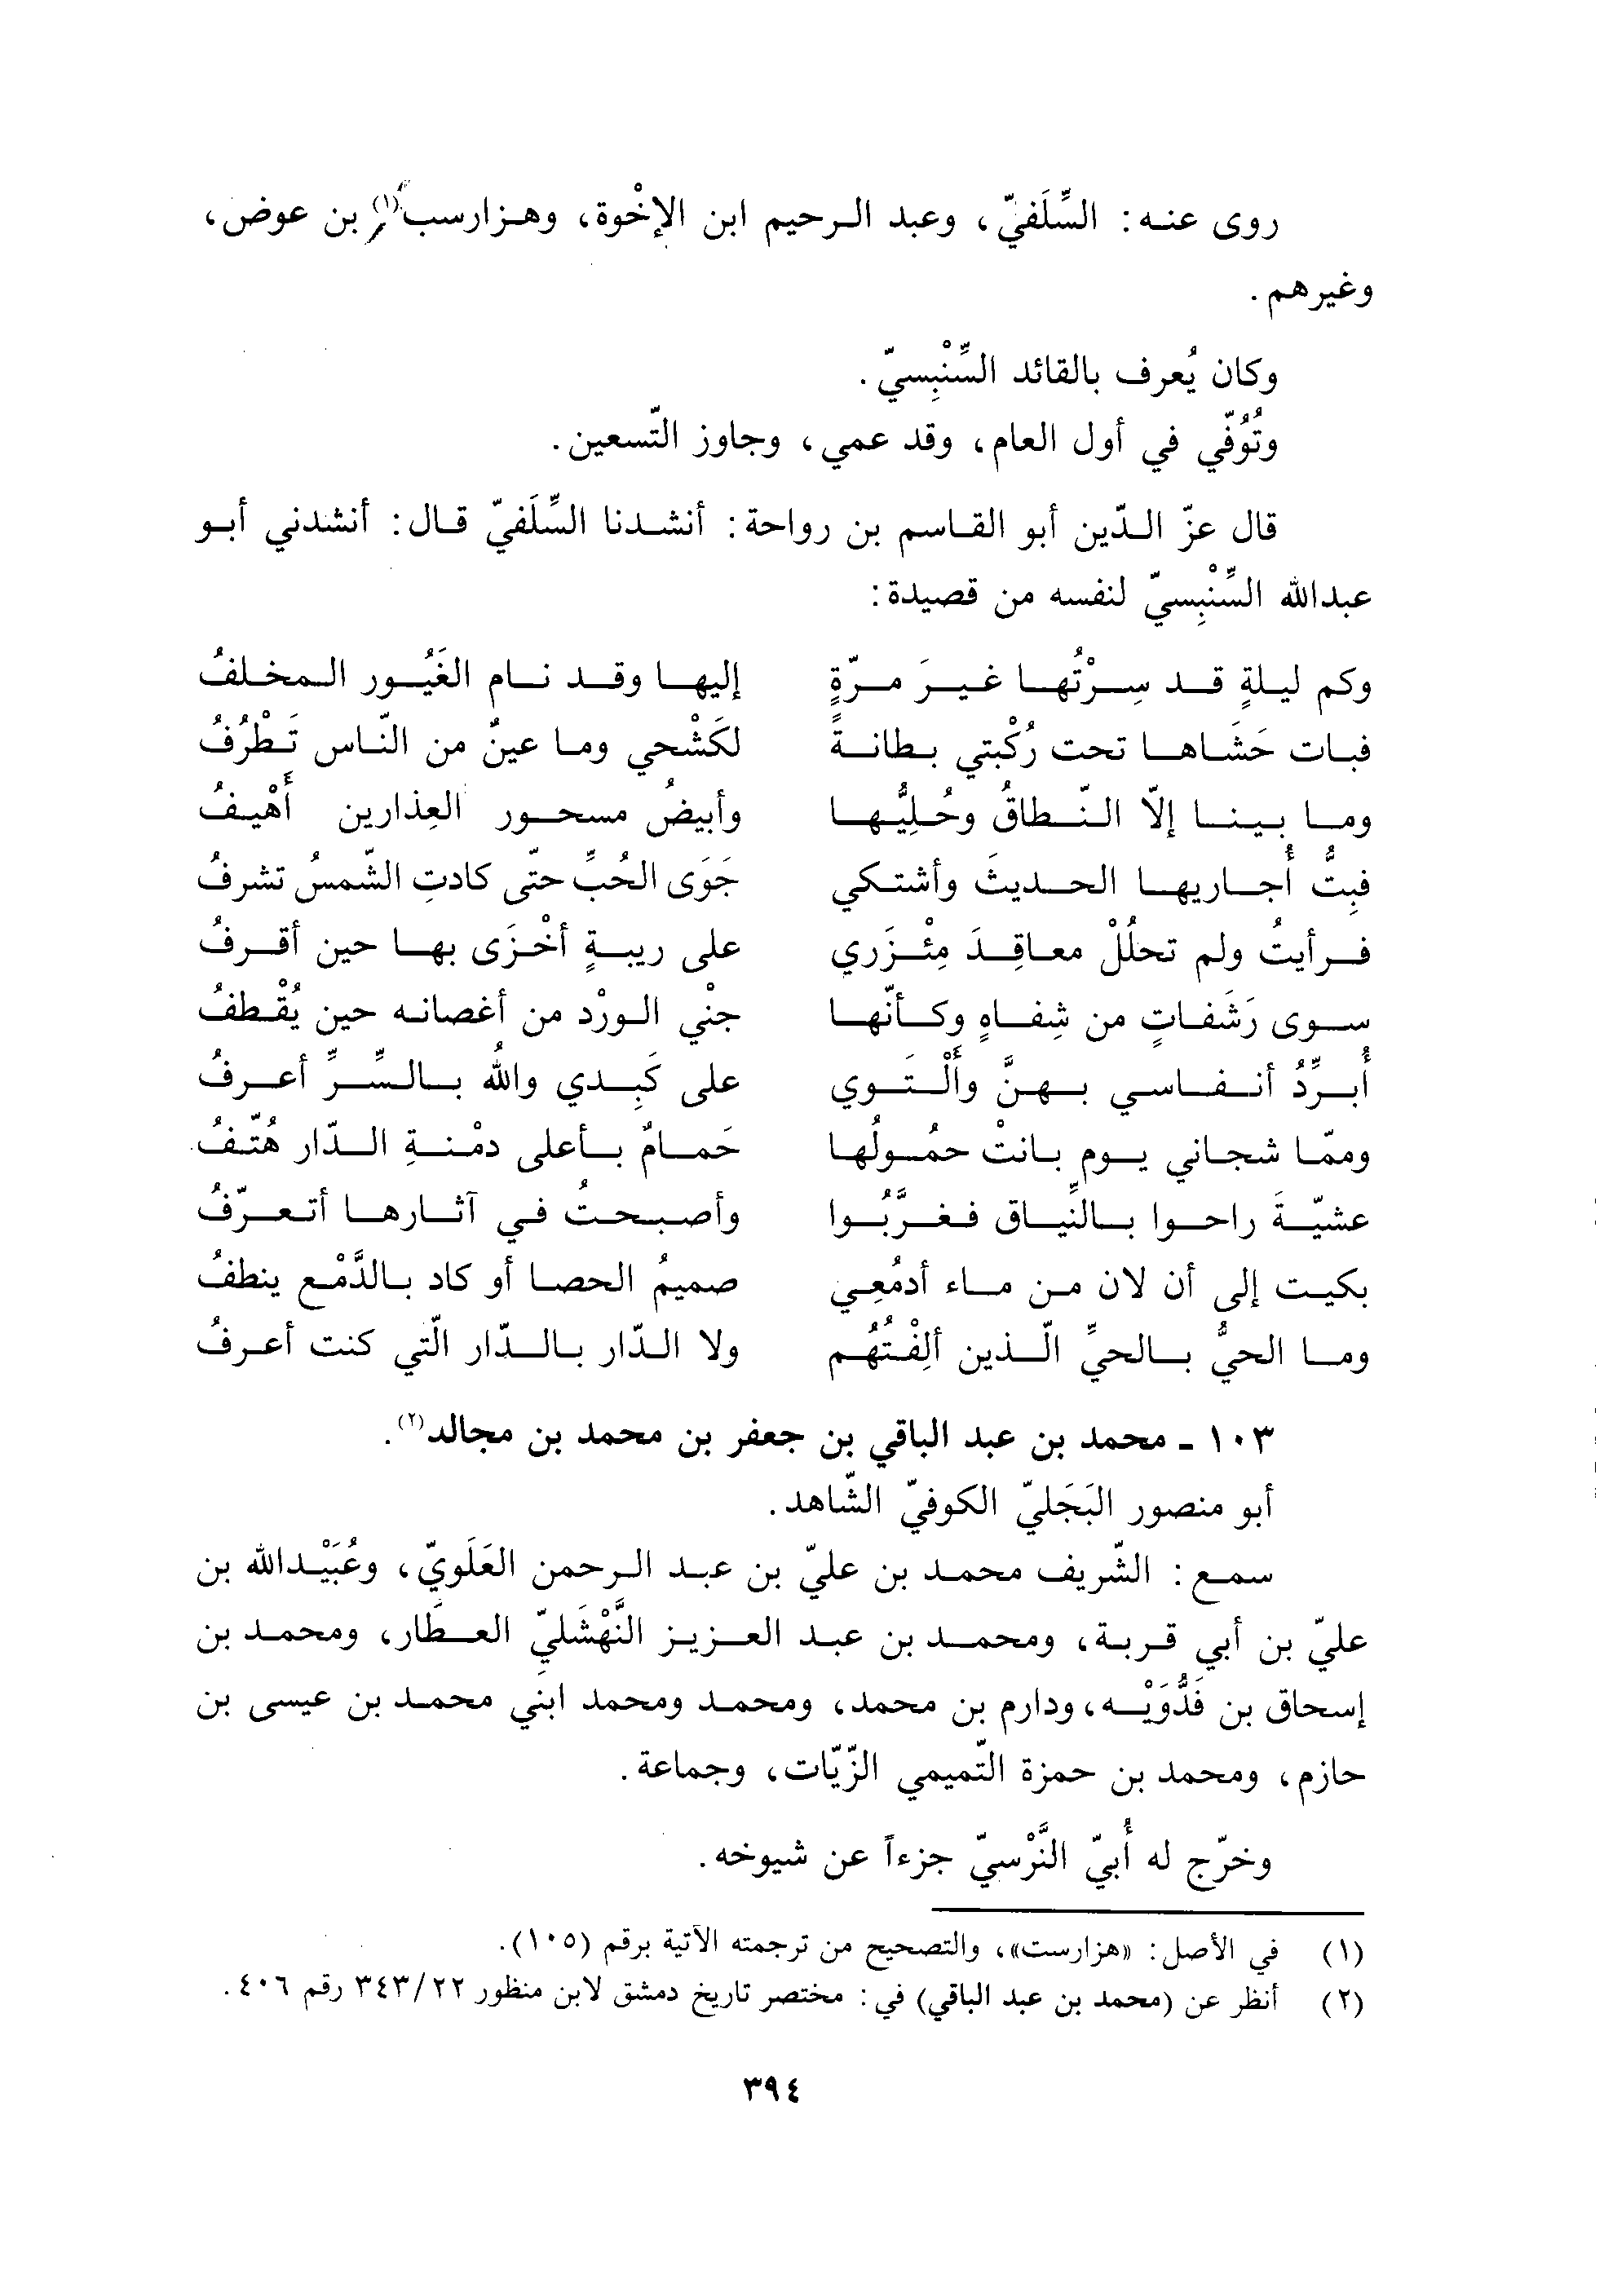 روى عنه: السِّلَفيّ، وعبد الرحيم ابن الإخْوة، وهزارسب(١) بن عوض،
وغيرهم.
وكان يُعرف بالقائد السِّنْبِسيّ.
وتُوُفّي في أول العام، وقد عمي، وجاوز التّسعين.
قال عزّ الدّين أبو القاسم بن رواحة: أنشدنا السِّلَفيّ قال: أنشدني أبو
عبدالله السِّنْبِسيّ لنفسه من قصيدة:
وكم ليلةٍ قد سِرْتُها غيرَ مرّةٍ إليها وقد نام الغَيُور المخلفُ
فبات حَشَاها تحت رُكْبتي بطانةً لكَشْحي وما عينٌ من النّاس تَطْرُفُ
وما بينا إلّا النّطاقُ وحُلِيُّها وأبيضُ مسحور العِذارين أَهْيفُ
فبِتُّ أُجاريها الحديثَ وأشتكي جَوَى الحُبِّ حتّى كادتِ الشّمسُ تشرفُ
فرأيتُ ولم تحلُلْ معاقِدَ مِئْزَري على ريبةٍ أخْزَى بها حين أقرفُ
سوى رَشَفاتٍ من شِفاهٍ وكأنّها جنْي الورْد من أغصانه حين يُقْطفُ
أُبرِّدُ أنفاسي بهنَّ وأَلْتَوي على كَبِدي واللهُ بالسِّرِّ أعرفُ
وممّا شجاني يوم بانتْ حمُولُها حَمامٌ بأعلى دمْنةِ الدّار هُتّفُ
عشيّةَ راحوا بالنِّياق فغرَّبُوا وأصبحتُ في آثارها أتعرّفُ
بكيت إلى أن لان من ماء أدمُعِي صميمُ الحصا أو كاد بالدَّمْع ينطفُ
وما الحيُّ بالحيِّ الّذين ألِفْتُهُم ولا الدّار بالدّار الّتي كنت أعرفُ
١٠٣ ـ محمد بن عبد الباقي بن جعفر بن محمد بن مجالد(٢).
أبو منصور البَجَليّ الكوفيّ الشّاهد.
سمع: الشّريف محمد بن عليّ بن عبد الرحمن العَلَويّ، وعُبَيْدالله بن
عليّ بن أبي قربة، ومحمد بن عبد العزيز النَّهْشَليّ العطّار، ومحمد بن
إسحاق بن فَدُّوَيْه، ودارم بن محمد، ومحمد ومحمد ابني محمد بن عيسى بن
حازم، ومحمد بن حمزة التّميمي الزّيّات، وجماعة.
وخرّج له أُبيّ النَّرْسيّ جزءاً عن شيوخه.
(١) في الأصل: «هزارست»، والتصحيح من ترجمته الآتية برقم (١٠٥).
(٢) أنظر عن (محمد بن عبد الباقي) في: مختصر تاريخ دمشق لابن منظور ٣٤٣/٢٢ رقم ٤٠٦.
٣٩٤